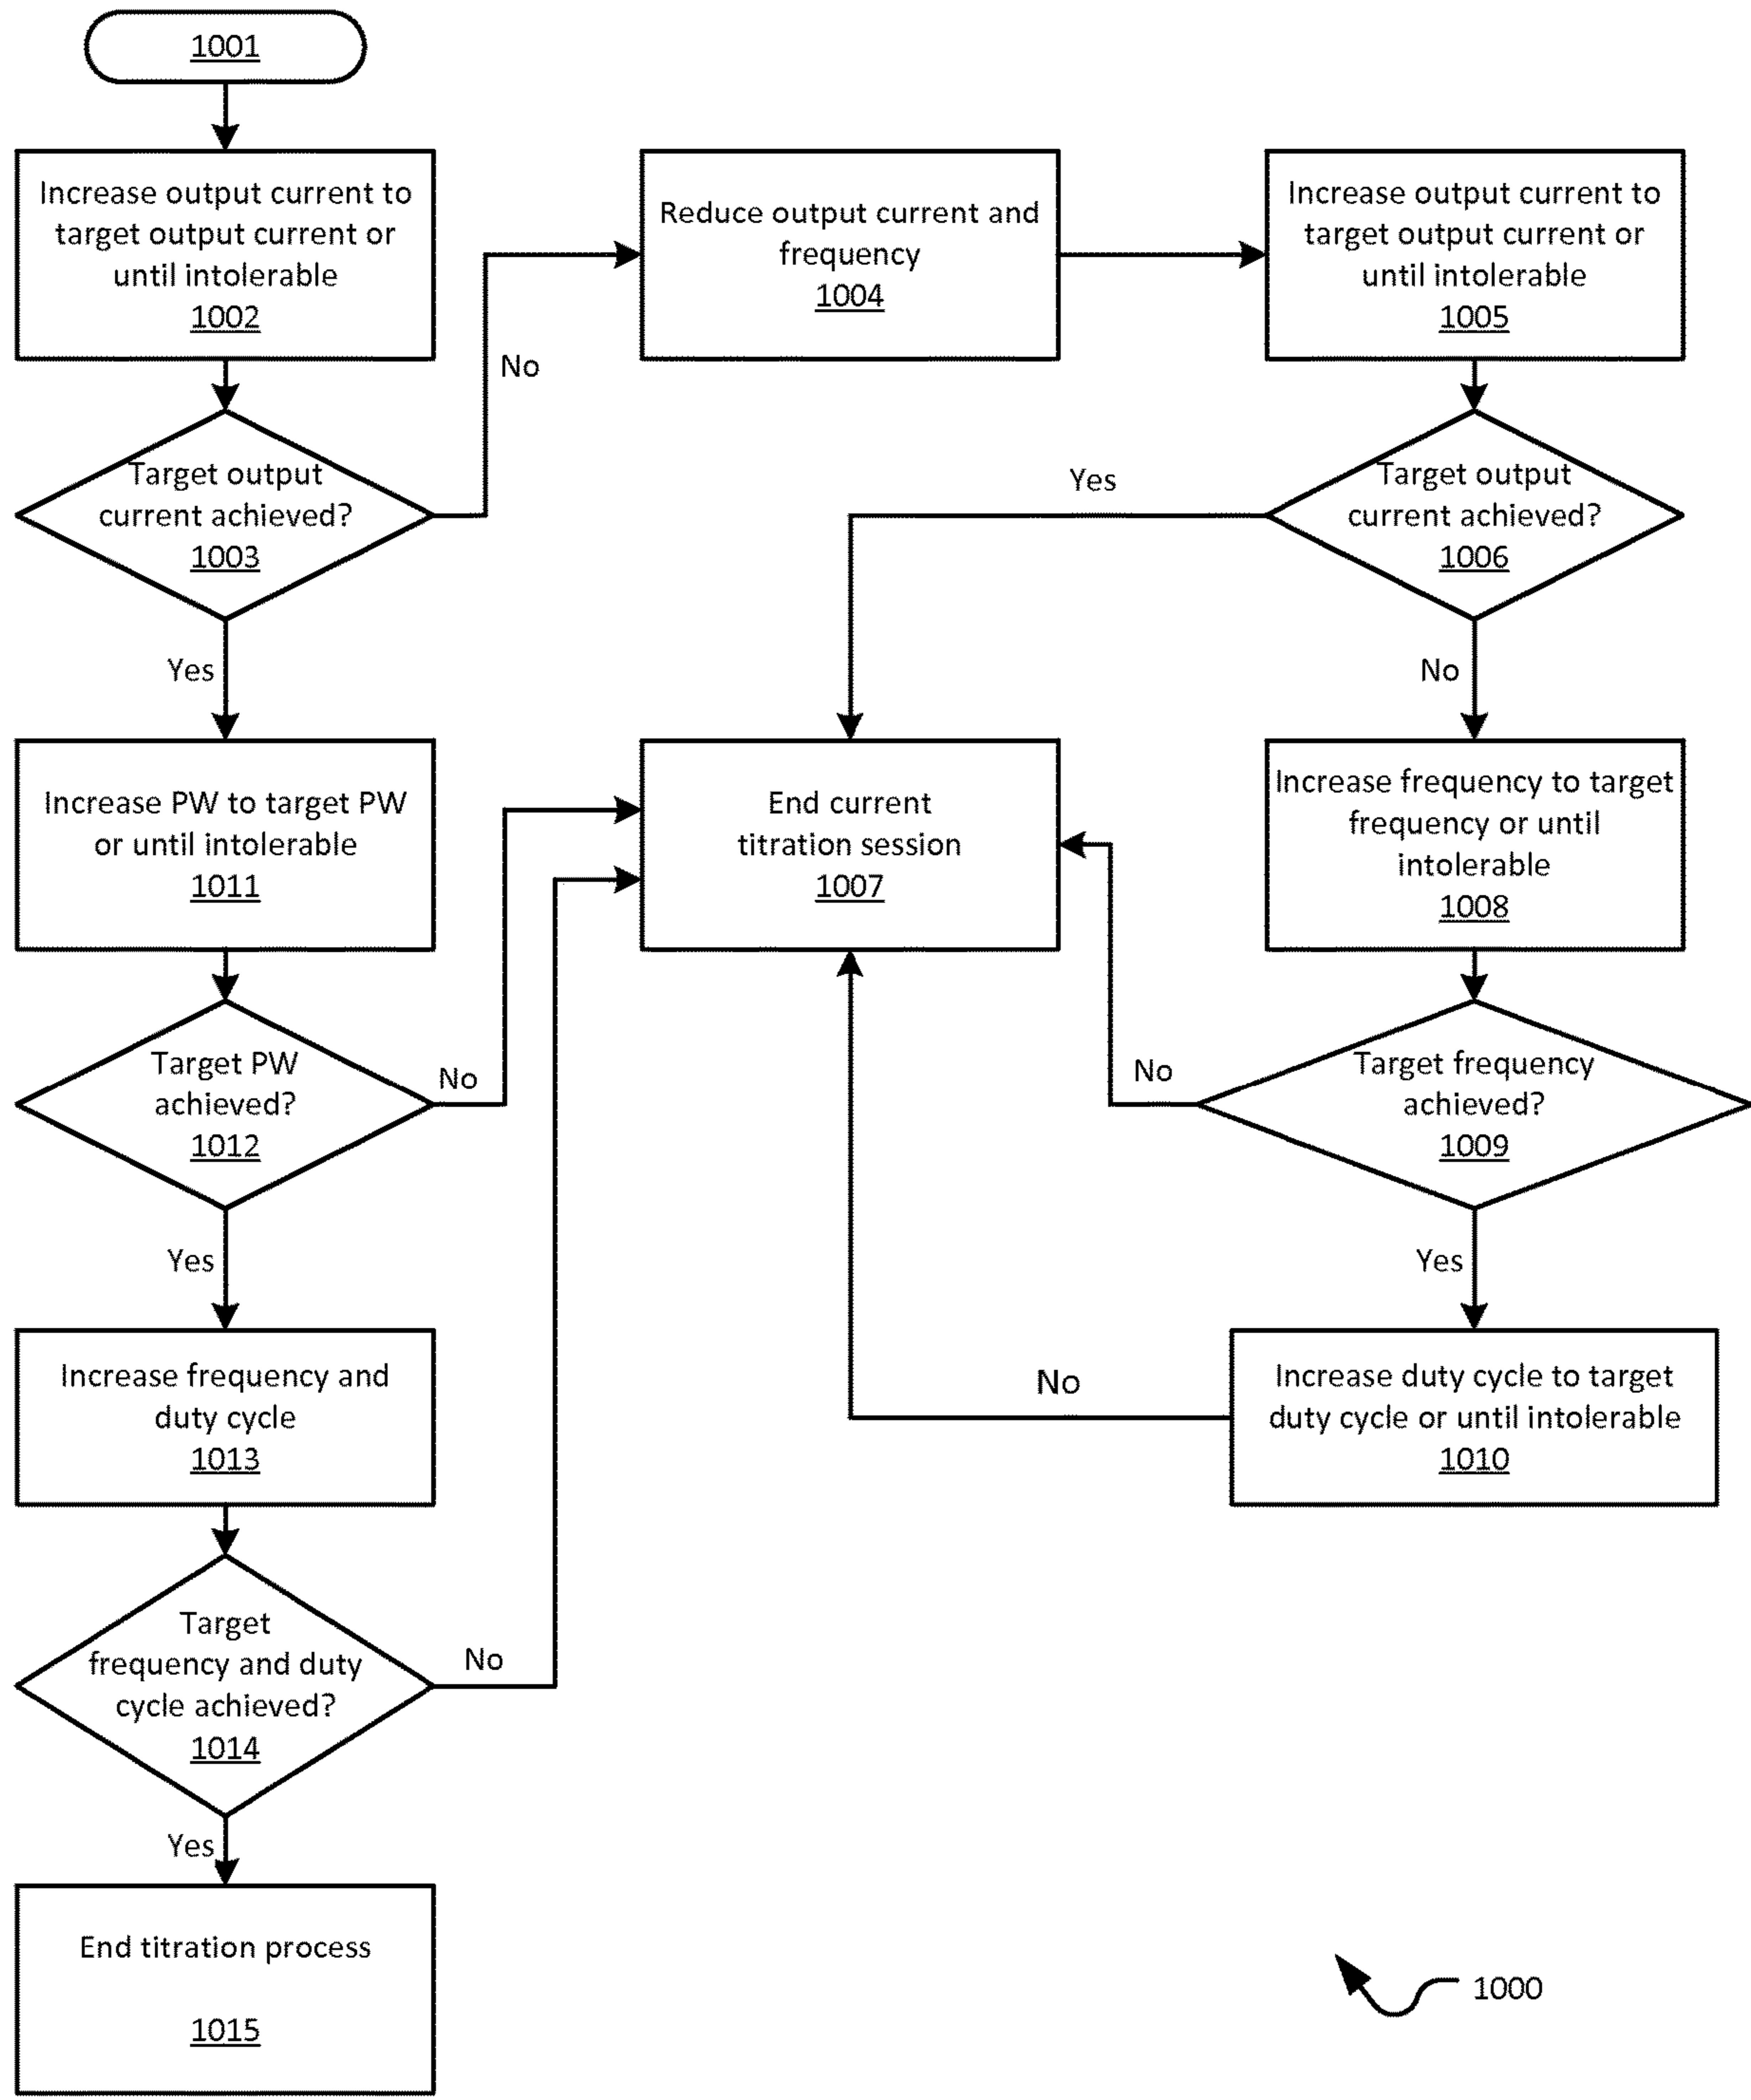 1001
Increase output current to
target output current or
until intolerable
1002
Reduce output current and
frequency
1004
Increase output current to
target output current or
until intolerable
1005
No
Target output
current achieved?
1003
Yes
Target output
current achieved?
1006
Yes
No
Increase PW to target PW
or until intolerable
1011
End current
titration session
1007
Increase frequency to target
frequency or until
intolerable
1008
Target PW
achieved?
1012
No
No
Target frequency
achieved?
1009
Yes
Yes
Increase frequency and
duty cycle
1013
No
Increase duty cycle to target
duty cycle or until intolerable
1010
Target
frequency and duty
cycle achieved?
1014
No
Yes
End titration process
1015
1000